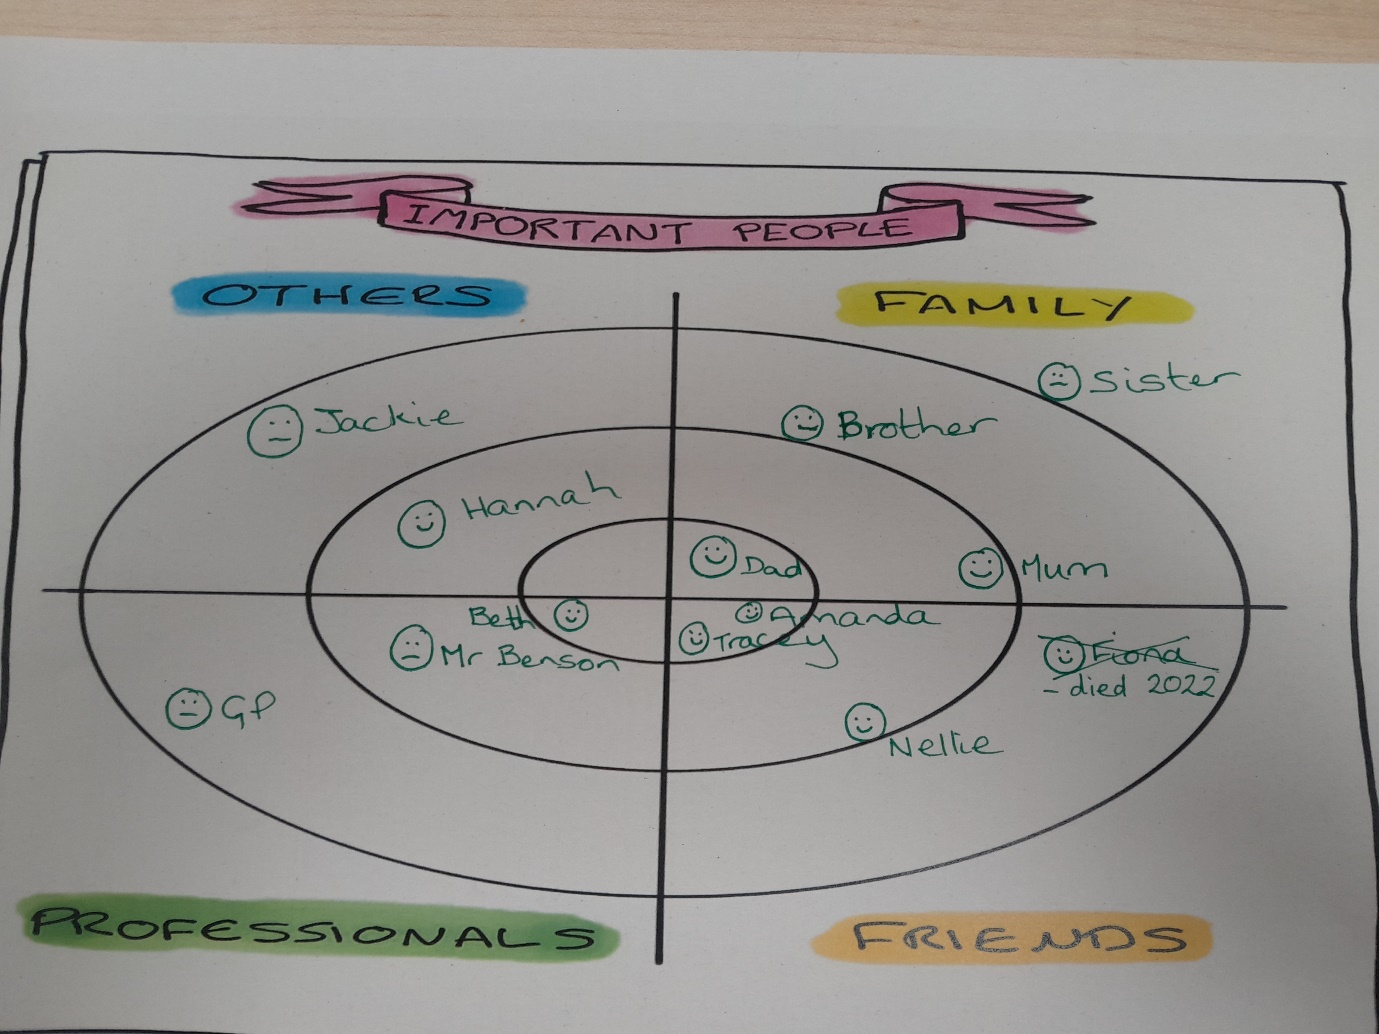 IMPORTANT PEOPLE
OTHERS
FAMILY
Jackie
Hannah
Sister
Brother
Dad
Mum
Beth
Mr Benson
GP
Amanda
Tracey
Fiona
- died 2022
Nellie
PROFESSIONALS
FRIENDS